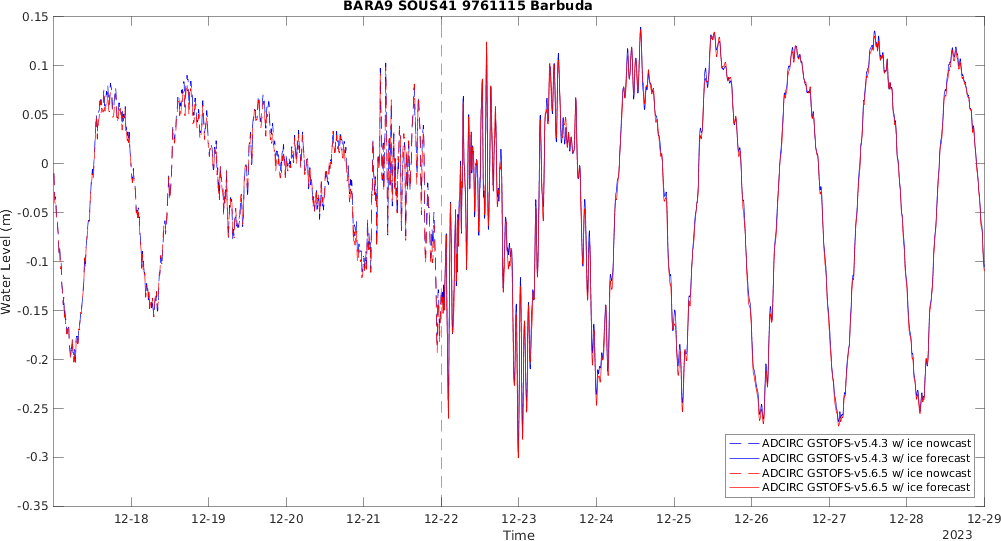 BARA9 SOUS41 9761115 Barbuda
Water Level (m)
0.15
0.1
0.05
0
-0.05
-0.1
-0.15
-0.2
-0.25
-0.3
-0.35
ADCIRC GSTOFS-v5.4.3 w/ ice nowcast
ADCIRC GSTOFS-v5.4.3 w/ ice forecast
ADCIRC GSTOFS-v5.6.5 w/ ice nowcast
ADCIRC GSTOFS-v5.6.5 w/ ice forecast
12-18 12-19 12-20 12-21 12-22 12-23 12-24 12-25 12-26 12-27 12-28 12-29
Time
2023